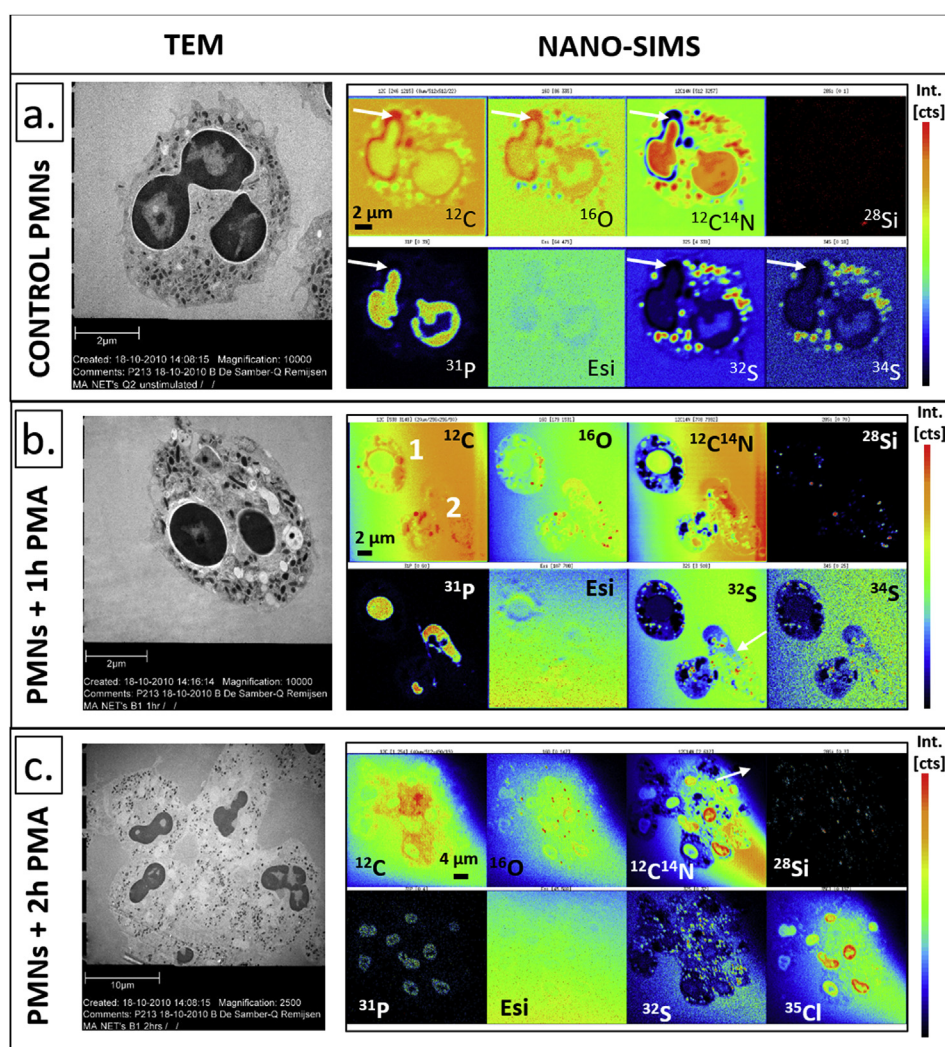 TEM
NANO-SIMS
a.
CONTROL PMNs
2µm
Created: 18-10-2010 14:08:15 Magnification: 10000
Comments: P213 18-10-2010 B De Samber-Q Remijsen
MA NET's Q2 unstimulated / /
Int.
[cts]
2 µm
12C
16O
12C14N
28Si
31P
Esi
32S
34S
b.
PMNs + 1h PMA
2µm
Created: 18-10-2010 14:16:14 Magnification: 10000
Comments: P213 18-10-2010 B De Samber-Q Remijsen
MA NET's B1 1hr / /
Int.
[cts]
1
2
2 µm
12C
16O
12C14N
28Si
31P
Esi
32S
34S
c.
PMNs + 2h PMA
10µm
Created: 18-10-2010 14:08:15 Magnification: 2500
Comments: P213 18-10-2010 B De Samber-Q Remijsen
MA NET's B1 2hrs / /
Int.
[cts]
12C
4 µm
16O
12C14N
28Si
31P
Esi
32S
35Cl